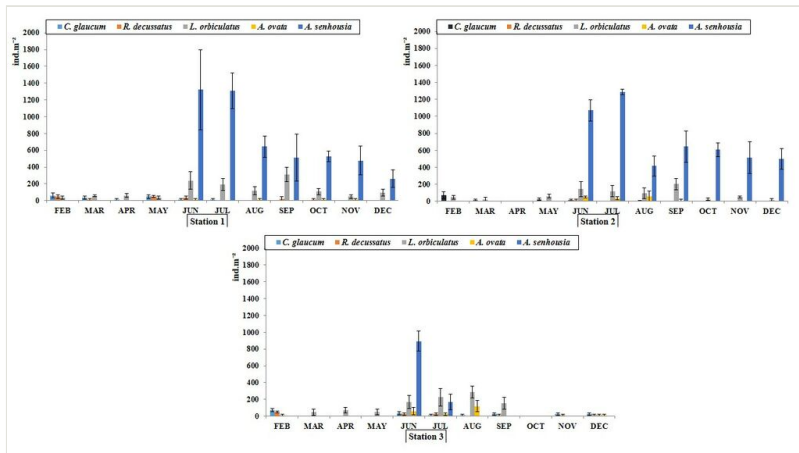 C. glaucum R. decussatus L. orbiculatus A. ovata A. senhousia
ind.m⁻²
2000
1800
1600
1400
1200
1000
800
600
400
200
0
FEB MAR APR MAY JUN JUL AUG SEP OCT NOV DEC
Station 1
C. glaucum R. decussatus L. orbiculatus A. ovata A. senhousia
ind.m⁻²
2000
1800
1600
1400
1200
1000
800
600
400
200
0
FEB MAR APR MAY JUN JUL AUG SEP OCT NOV DEC
Station 2
C. glaucum R. decussatus L. orbiculatus A. ovata A. senhousia
ind.m⁻²
2000
1800
1600
1400
1200
1000
800
600
400
200
0
FEB MAR APR MAY JUN JUL AUG SEP OCT NOV DEC
Station 3